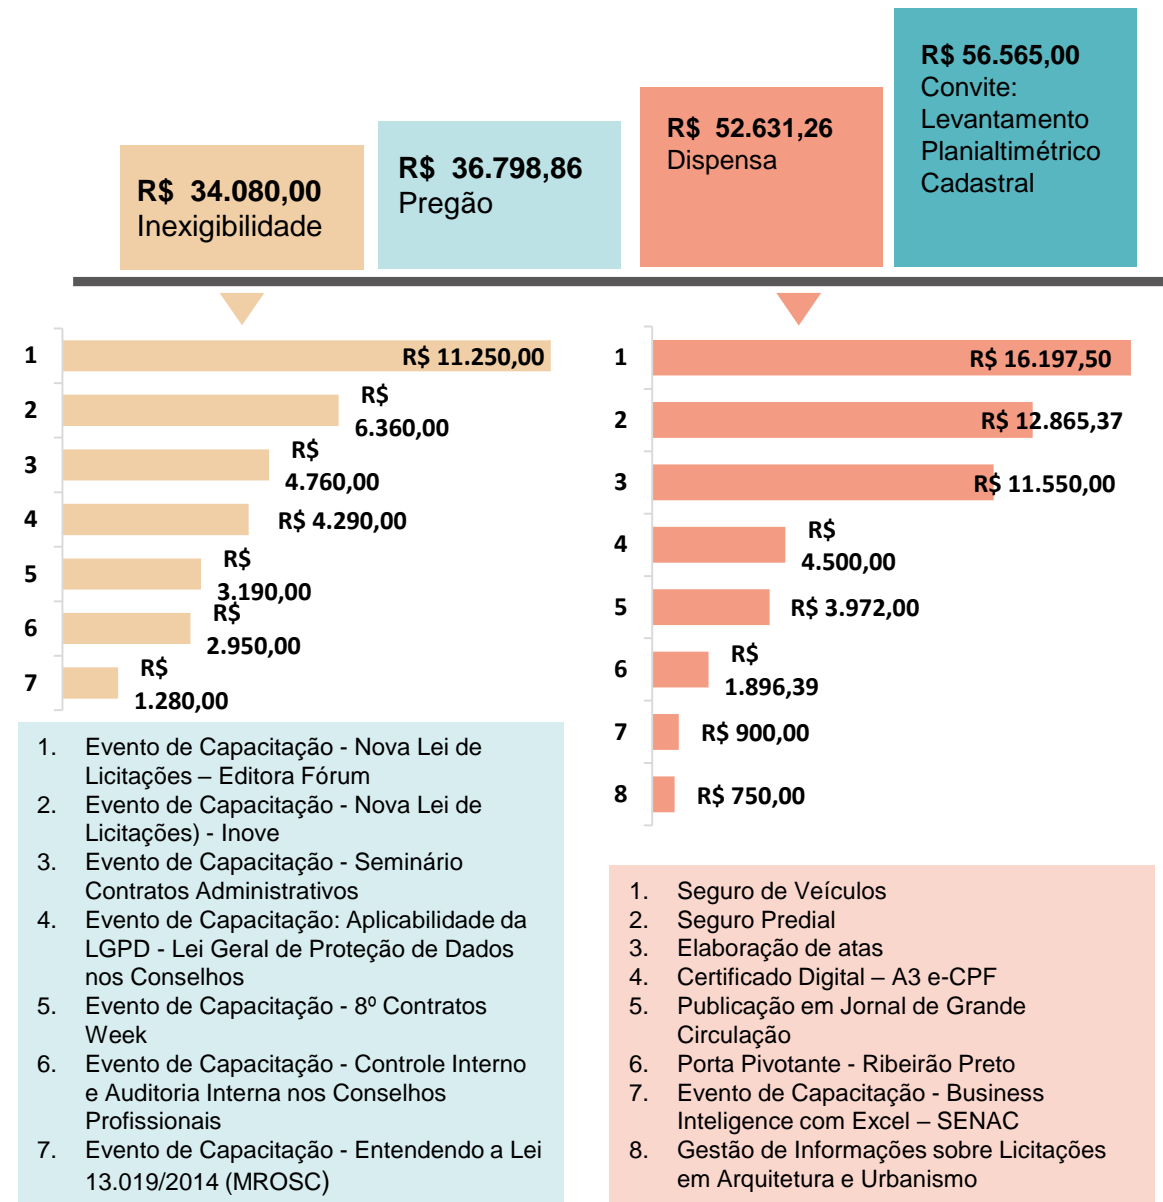 R$ 34.080,00
Inexigibilidade
R$ 36.798,86
Pregão
R$ 52.631,26
Dispensa
R$ 56.565,00
Convite:
Levantamento
Planialtimétrico
Cadastral
1
R$ 11.250,00
2
R$
6.360,00
3
R$
4.760,00
4
R$ 4.290,00
5
R$
3.190,00
6
R$
2.950,00
7
R$
1.280,00
1. Evento de Capacitação - Nova Lei de
Licitações – Editora Fórum
2. Evento de Capacitação - Nova Lei de
Licitações) - Inove
3. Evento de Capacitação - Seminário
Contratos Administrativos
4. Evento de Capacitação: Aplicabilidade da
LGPD - Lei Geral de Proteção de Dados
nos Conselhos
5. Evento de Capacitação - 8º Contratos
Week
6. Evento de Capacitação - Controle Interno
e Auditoria Interna nos Conselhos
Profissionais
7. Evento de Capacitação - Entendendo a Lei
13.019/2014 (MROSC)
1
R$ 16.197,50
2
R$ 12.865,37
3
R$ 11.550,00
4
R$
4.500,00
5
R$ 3.972,00
6
R$
1.896,39
7
R$ 900,00
8
R$ 750,00
1. Seguro de Veículos
2. Seguro Predial
3. Elaboração de atas
4. Certificado Digital – A3 e-CPF
5. Publicação em Jornal de Grande
Circulação
6. Porta Pivotante - Ribeirão Preto
7. Evento de Capacitação - Business
Inteligence com Excel – SENAC
8. Gestão de Informações sobre Licitações
em Arquitetura e Urbanismo